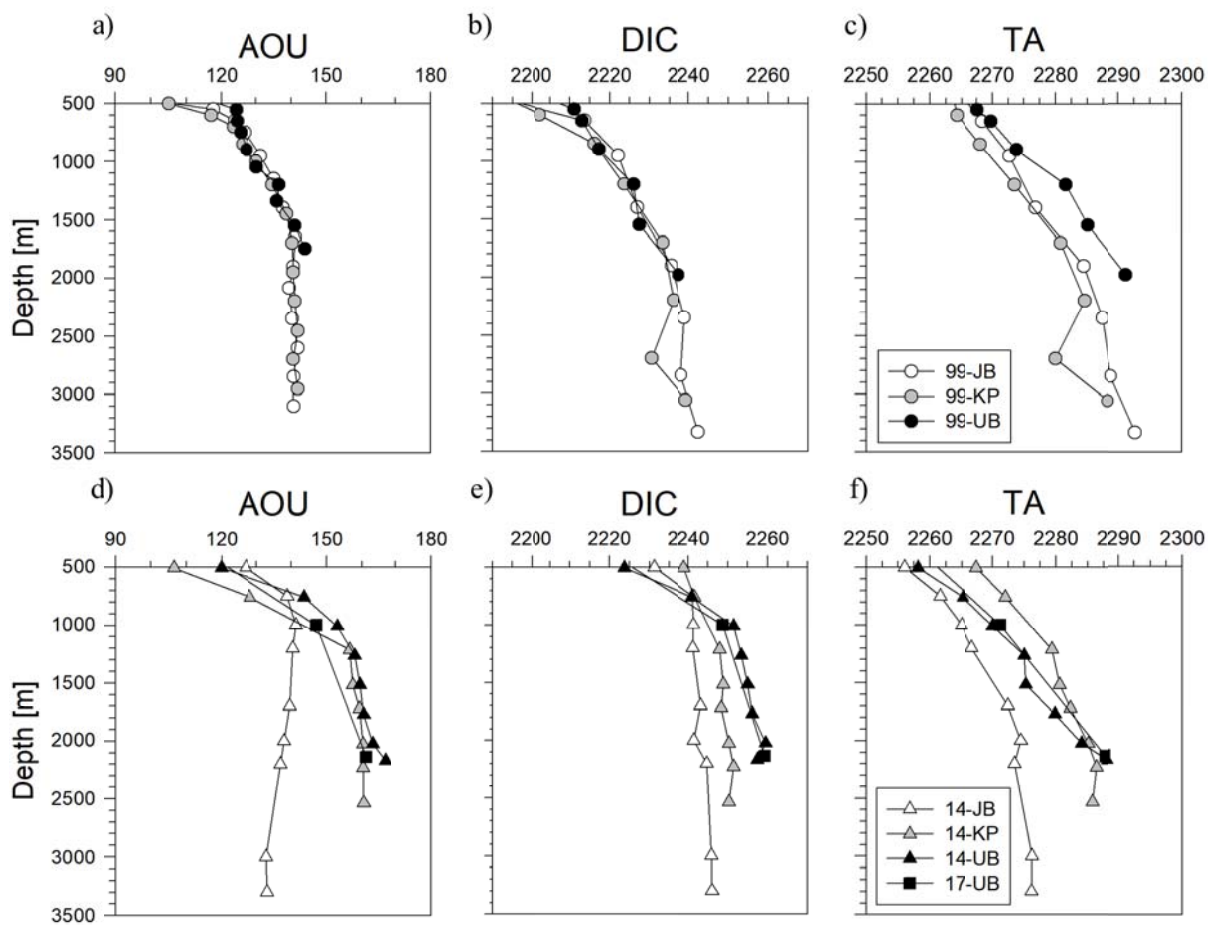 a)
AOU
90 120 150 180
b)
DIC
2200 2220 2240 2260
c)
TA
2250 2260 2270 2280 2290 2300
Depth [m]
500
1000
1500
2000
2500
3000
3500
99-JB
99-KP
99-UB
d)
AOU
90 120 150 180
e)
DIC
2200 2220 2240 2260
f)
TA
2250 2260 2270 2280 2290 2300
Depth [m]
500
1000
1500
2000
2500
3000
3500
14-JB
14-KP
14-UB
17-UB